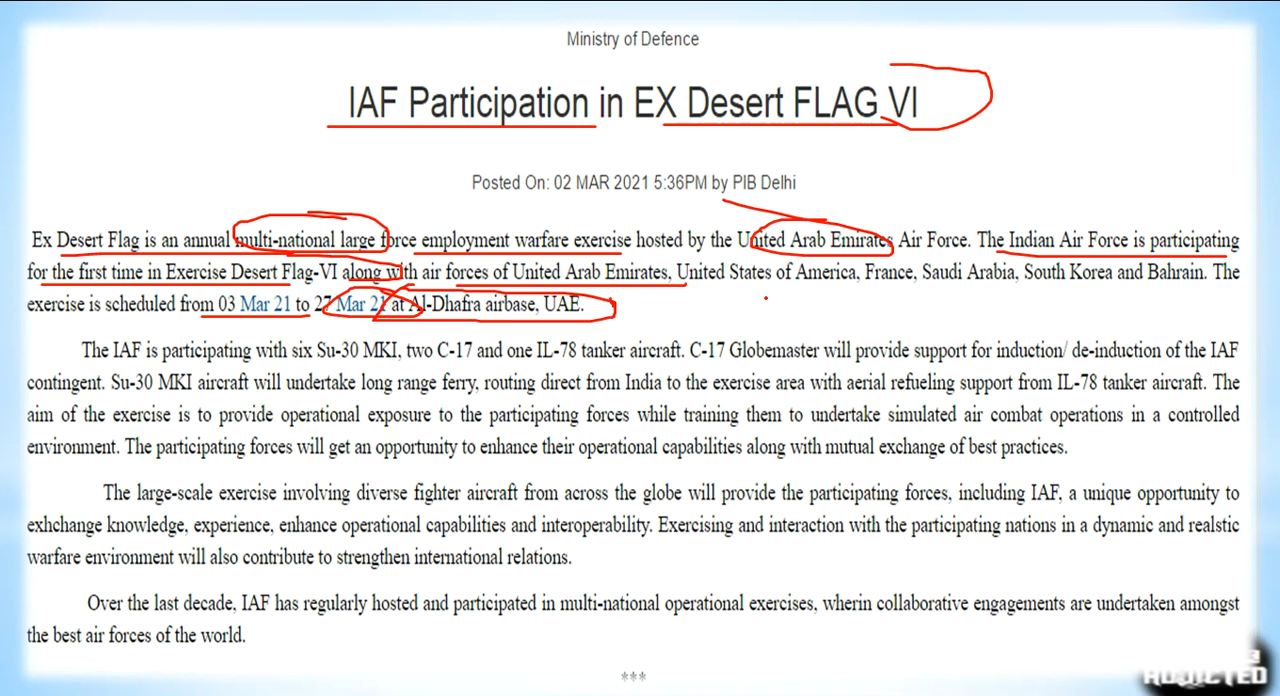 Ministry of Defence
IAF Participation in EX Desert FLAG VI
Posted On: 02 MAR 2021 5:36PM by PIB Delhi
Ex Desert Flag is an annual multi-national large force employment warfare exercise hosted by the United Arab Emirates Air Force. The Indian Air Force is participating
for the first time in Exercise Desert Flag-VI along with air forces of United Arab Emirates, United States of America, France, Saudi Arabia, South Korea and Bahrain. The
exercise is scheduled from 03 Mar 21 to 27 Mar 21 at Al-Dhafra airbase, UAE.
The IAF is participating with six Su-30 MKI, two C-17 and one IL-78 tanker aircraft. C-17 Globemaster will provide support for induction/ de-induction of the IAF
contingent. Su-30 MKI aircraft will undertake long range ferry, routing direct from India to the exercise area with aerial refueling support from IL-78 tanker aircraft. The
aim of the exercise is to provide operational exposure to the participating forces while training them to undertake simulated air combat operations in a controlled
environment. The participating forces will get an opportunity to enhance their operational capabilities along with mutual exchange of best practices.
The large-scale exercise involving diverse fighter aircraft from across the globe will provide the participating forces, including IAF, a unique opportunity to
exhchange knowledge, experience, enhance operational capabilities and interoperability. Exercising and interaction with the participating nations in a dynamic and realstic
warfare environment will also contribute to strengthen international relations.
Over the last decade, IAF has regularly hosted and participated in multi-national operational exercises, wherin collaborative engagements are undertaken amongst
the best air forces of the world.
***
ADDICTED